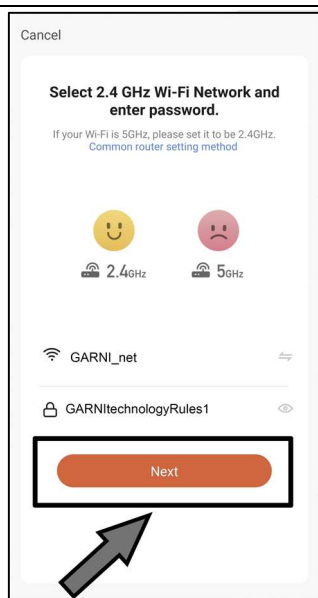 Cancel
Select 2.4 GHz Wi-Fi Network and
enter password.
If your Wi-Fi is 5GHz, please set it to be 2.4GHz.
Common router setting method
2.4GHz 5GHz
GARNI_net
GARNItechnologyRules1
Next